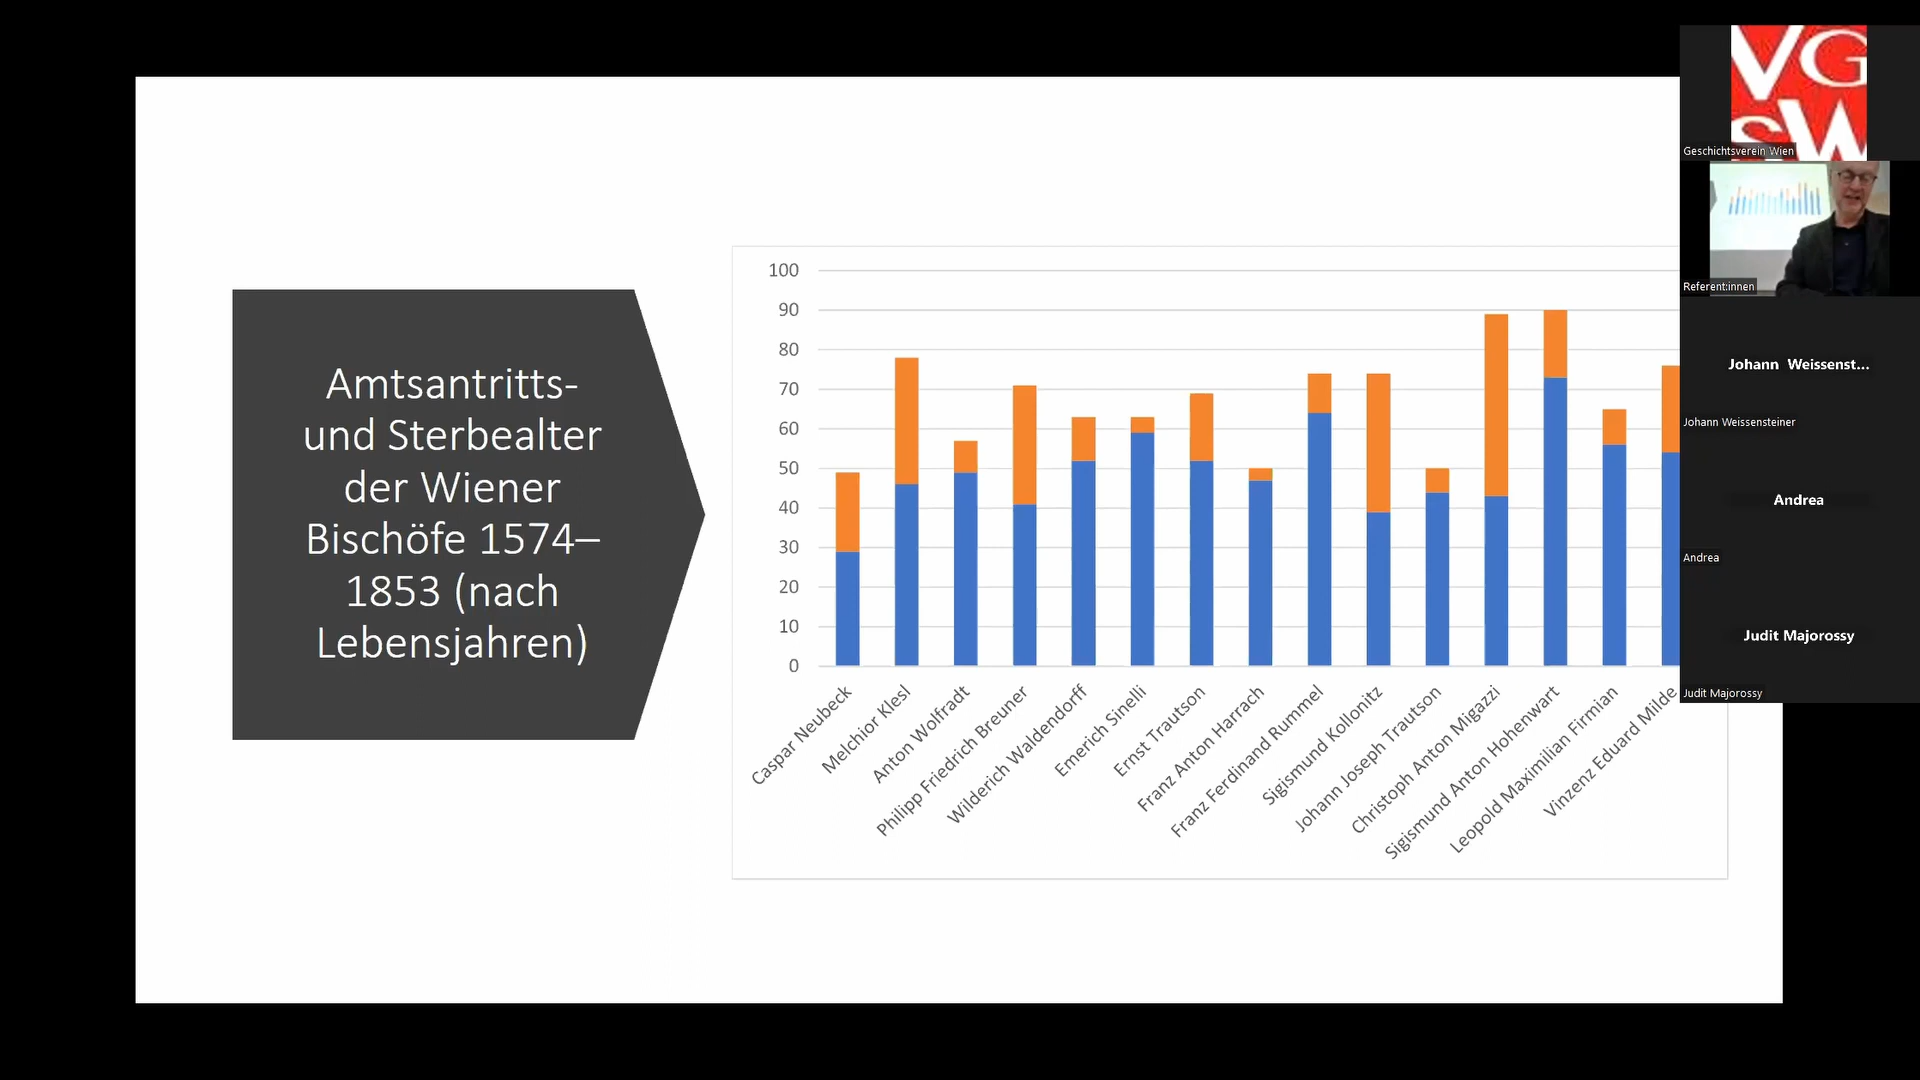 Amtsantritts-
und Sterbealter
der Wiener
Bischöfe 1574–
1853 (nach
Lebensjahren)
100
90
80
70
60
50
40
30
20
10
0
Caspar Neubeck
Melchior Klesl
Anton Wolfradt
Philipp Friedrich Breuner
Wilderich Waldendorff
Emerich Sinelli
Ernst Trautson
Franz Anton Harrach
Franz Ferdinand Rummel
Sigismund Kollonitz
Johann Joseph Trautson
Christoph Anton Migazzi
Sigismund Anton Hohenwart
Leopold Maximilian Firmian
Vinzenz Eduard Milde
VG
SW
Geschichtsverein Wien
Referent:innen
Johann Weissenst...
Johann Weissensteiner
Andrea
Andrea
Judit Majorossy
Judit Majorossy